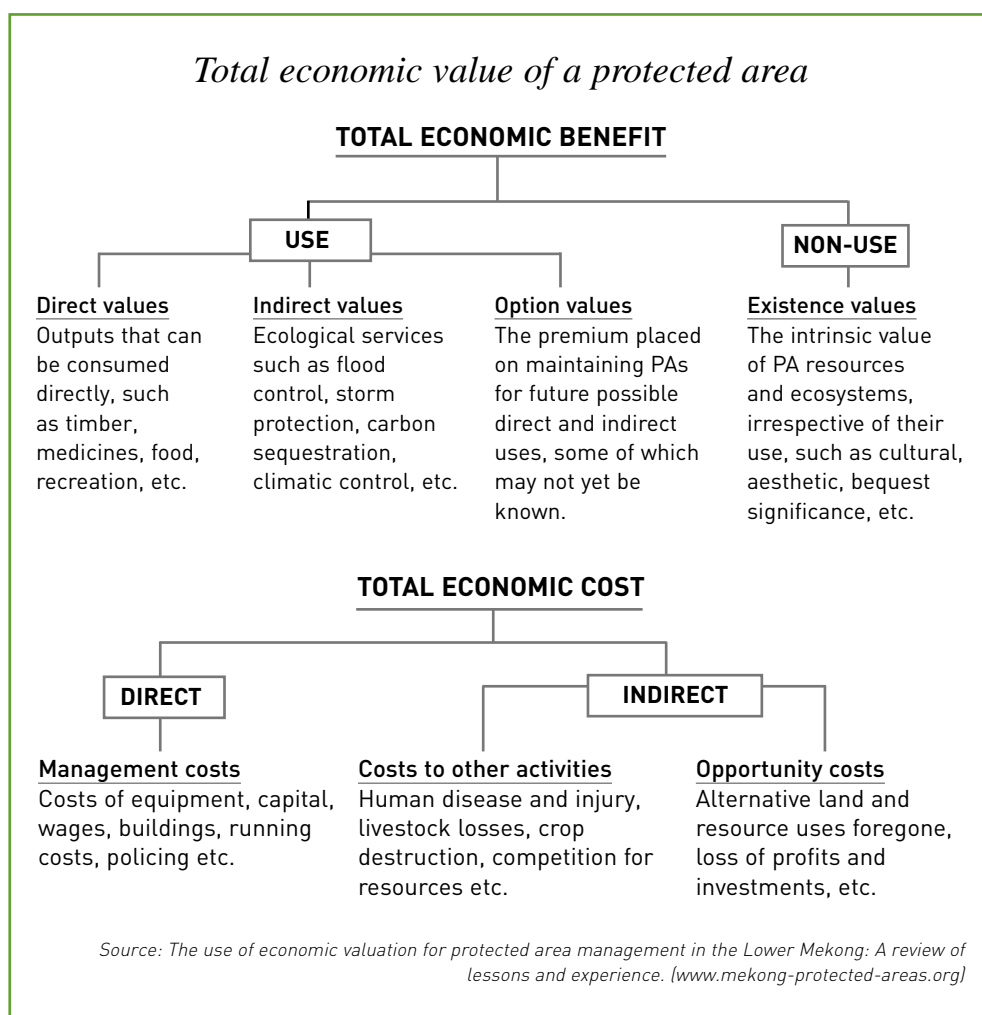 Total economic value of a protected area
TOTAL ECONOMIC BENEFIT
USE
NON-USE
Direct values
Outputs that can
be consumed
directly, such
as timber,
medicines, food,
recreation, etc.
Indirect values
Ecological services
such as flood
control, storm
protection, carbon
sequestration,
climatic control, etc.
Option values
The premium placed
on maintaining PAs
for future possible
direct and indirect
uses, some of which
may not yet be
known.
Existence values
The intrinsic value
of PA resources
and ecosystems,
irrespective of their
use, such as cultural,
aesthetic, bequest
significance, etc.
TOTAL ECONOMIC COST
DIRECT
INDIRECT
Management costs
Costs of equipment, capital,
wages, buildings, running
costs, policing etc.
Costs to other activities
Human disease and injury,
livestock losses, crop
destruction, competition for
resources etc.
Opportunity costs
Alternative land and
resource uses foregone,
loss of profits and
investments, etc.
Source: The use of economic valuation for protected area management in the Lower Mekong: A review of
lessons and experience. (www.mekong-protected-areas.org)